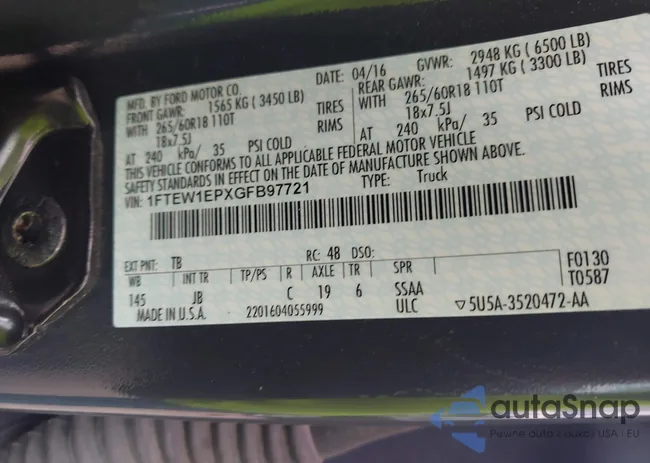 MFD. BY FORD MOTOR CO.
DATE: 04/16 GVWR: 2948 KG ( 6500 LB)
FRONT GAWR: 1565 KG ( 3450 LB) REAR GAWR: 1497 KG ( 3300 LB)
WITH 265/60R18 110T TIRES WITH 265/60R18 110T TIRES
18x7.5J RIMS 18x7.5J RIMS
AT 240 kPa/ 35 PSI COLD AT 240 kPa/ 35 PSI COLD
THIS VEHICLE CONFORMS TO ALL APPLICABLE FEDERAL MOTOR VEHICLE
SAFETY STANDARDS IN EFFECT ON THE DATE OF MANUFACTURE SHOWN ABOVE.
VIN: 1FTEW1EPXGFB97721 TYPE: Truck
EXT PNT: TB RC: 48 DSO: F0130
WB INT TR TP/PS R AXLE TR SPR T0587
145 JB C 19 6 SSAA
MADE IN U.S.A. 2201604055999 ULC ▽5U5A-3520472-AA
autaSnap
Pewne auta z aukcji USA i EU